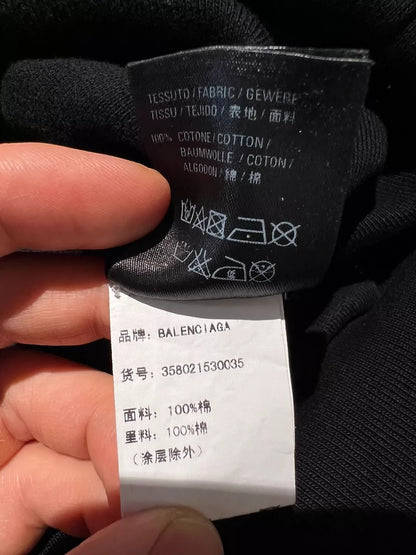 TESSUTO / FABRIC / GEWEBE
TISSU / TEJIDO / 表地 / 面料
100% COTONE / COTTON /
BAUMWOLLE / COTON /
ALGODON / 綿 / 棉
品牌: BALENCIAGA
货号: 358021530035
面料: 100%棉
里料: 100%棉
(涂层除外)